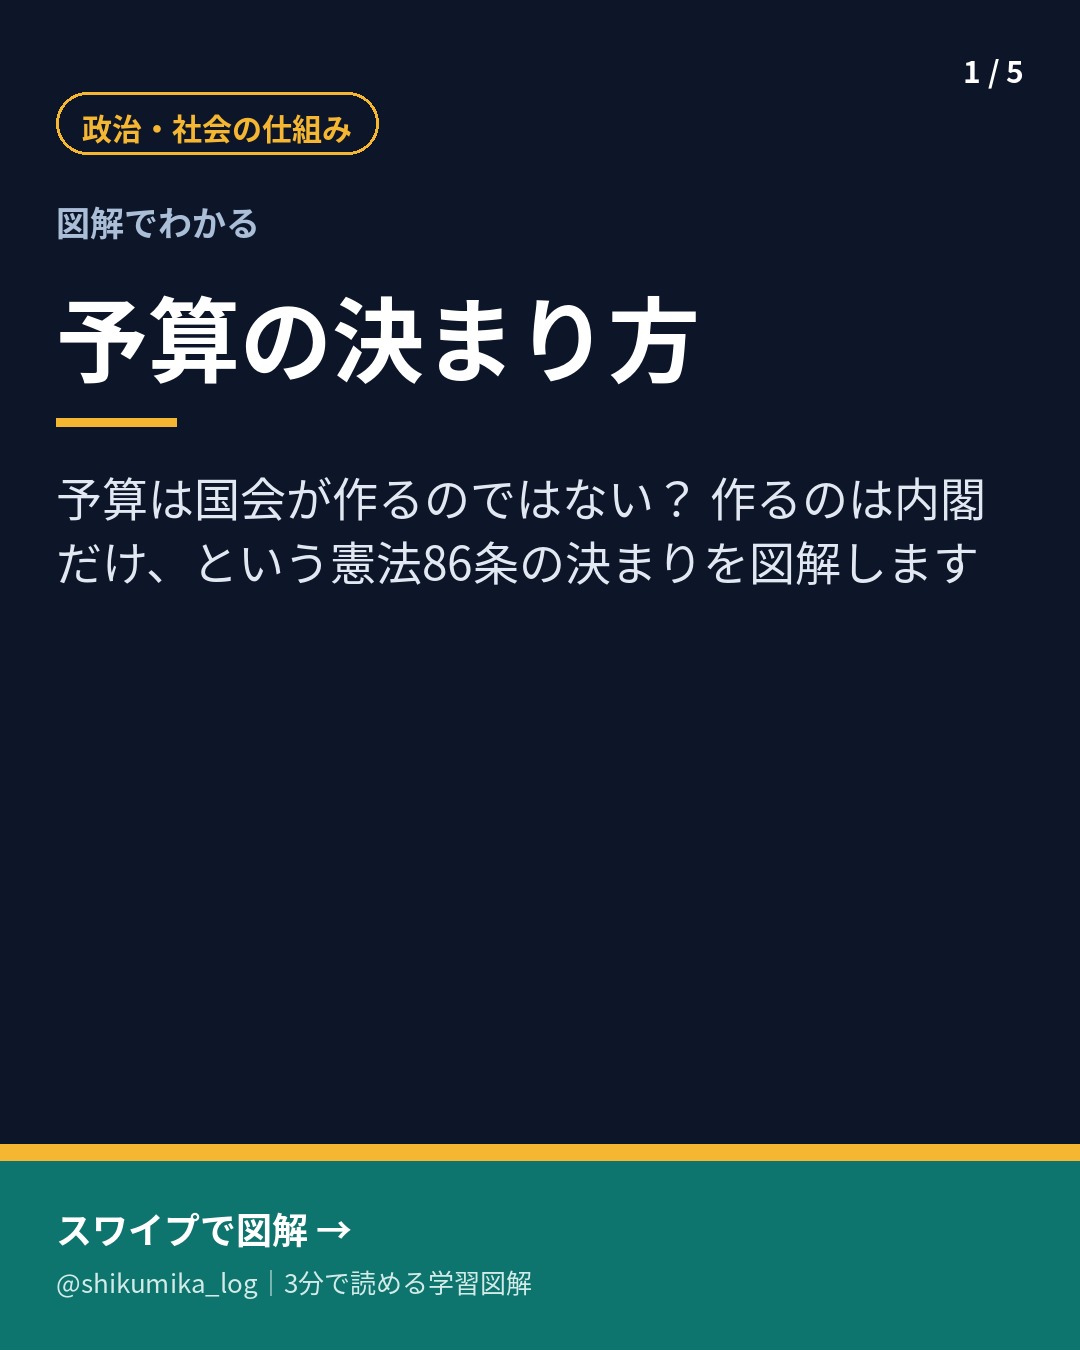 1 / 5
政治・社会の仕組み
図解でわかる
予算の決まり方
予算は国会が作るのではない？ 作るのは内閣
だけ、という憲法86条の決まりを図解します
スワイプで図解 →
@shikumika_log｜3分で読める学習図解